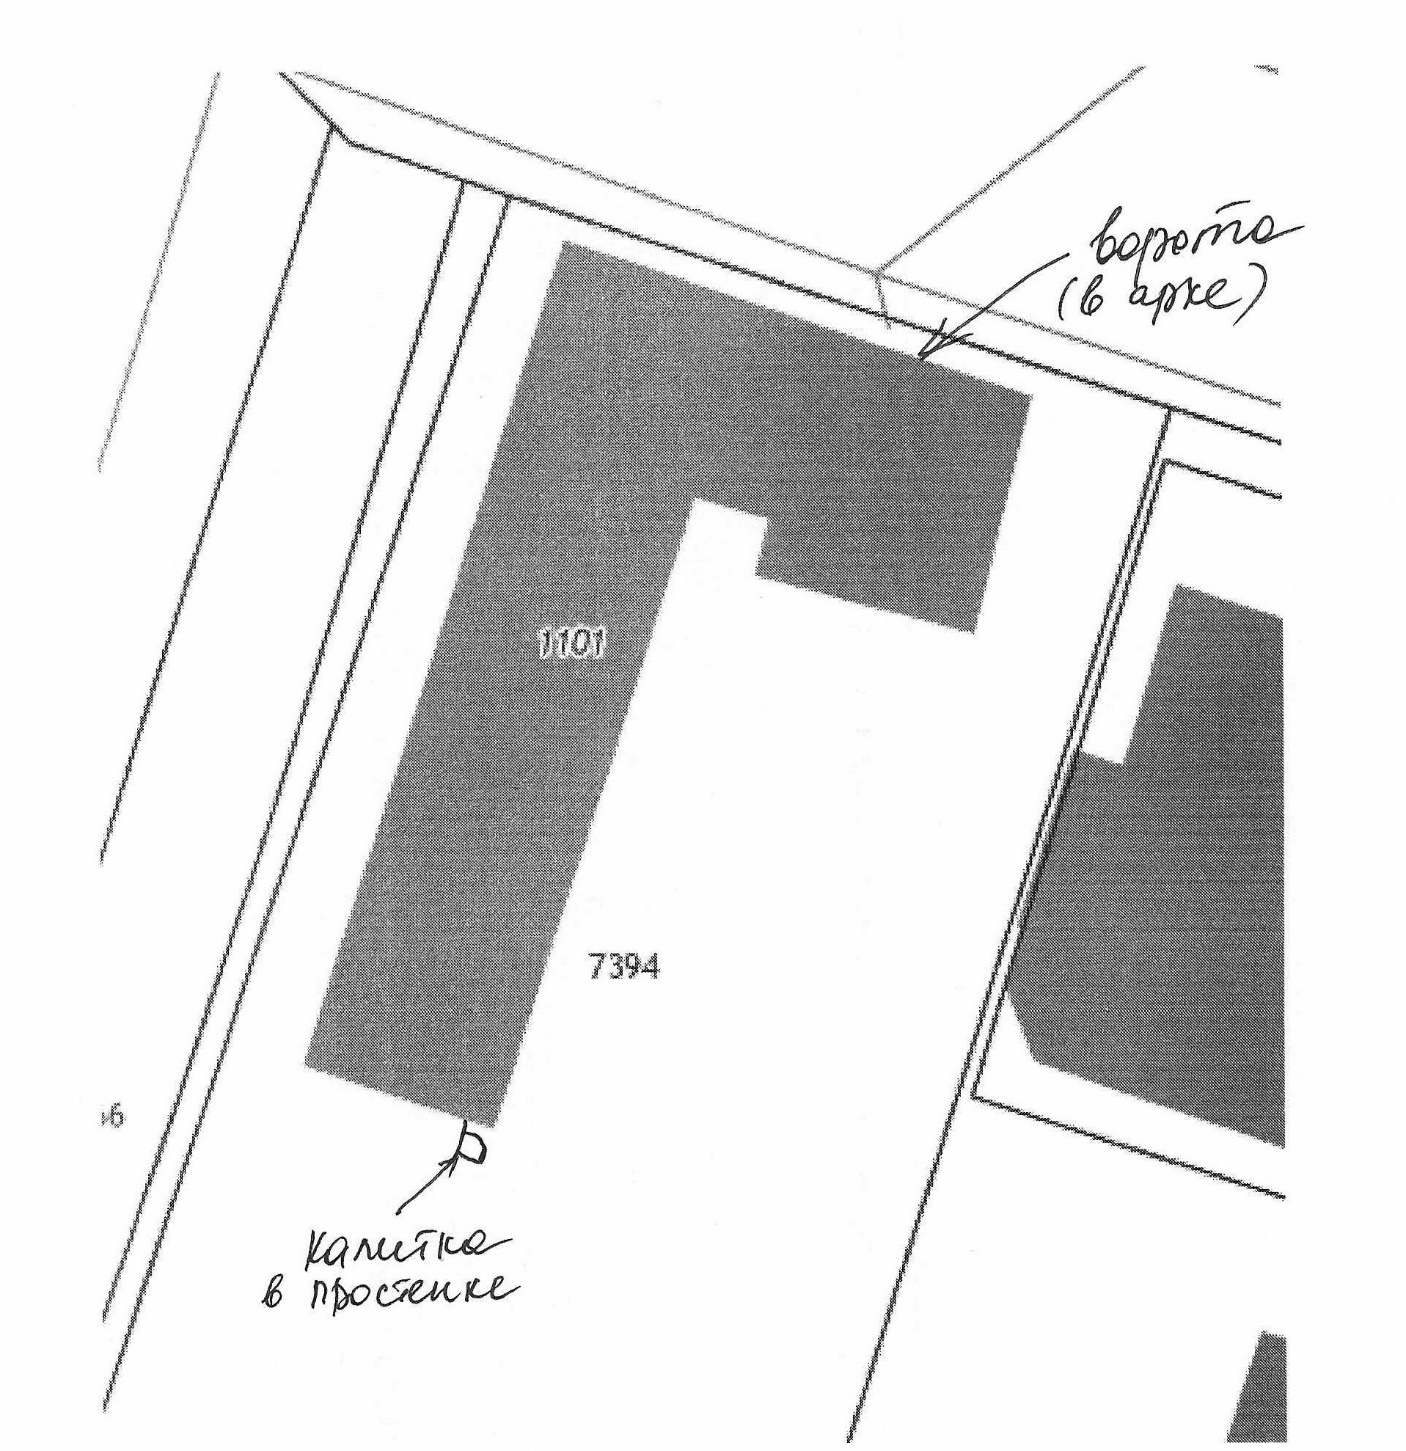 ворота
(в арке)
1101
7394
калитка
в простенке